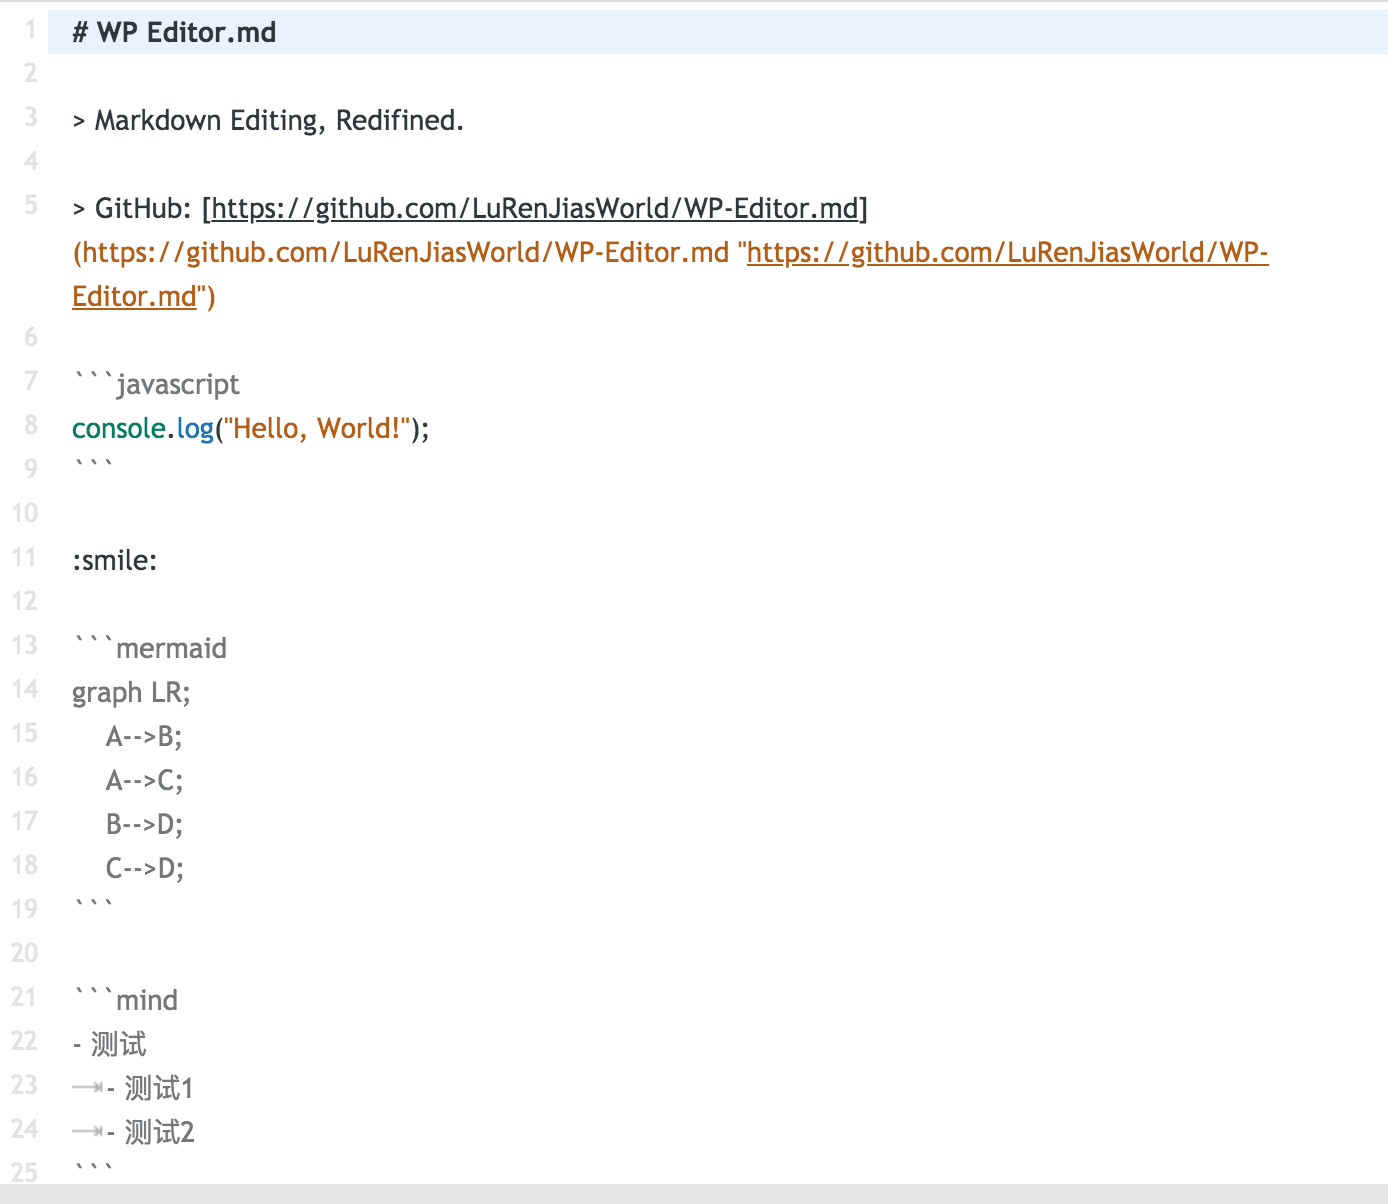 1 # WP Editor.md
2
3 > Markdown Editing, Redifined.
4
5 > GitHub: [https://github.com/LuRenJiasWorld/WP-Editor.md]
(https://github.com/LuRenJiasWorld/WP-Editor.md "https://github.com/LuRenJiasWorld/WP-
Editor.md")
6
7 ```javascript
8 console.log("Hello, World!");
9 ```
10
11 :smile:
12
13 ```mermaid
14 graph LR;
15     A-->B;
16     A-->C;
17     B-->D;
18     C-->D;
19 ```
20
21 ```mind
22 - 测试
23 	- 测试1
24 	- 测试2
25 ```